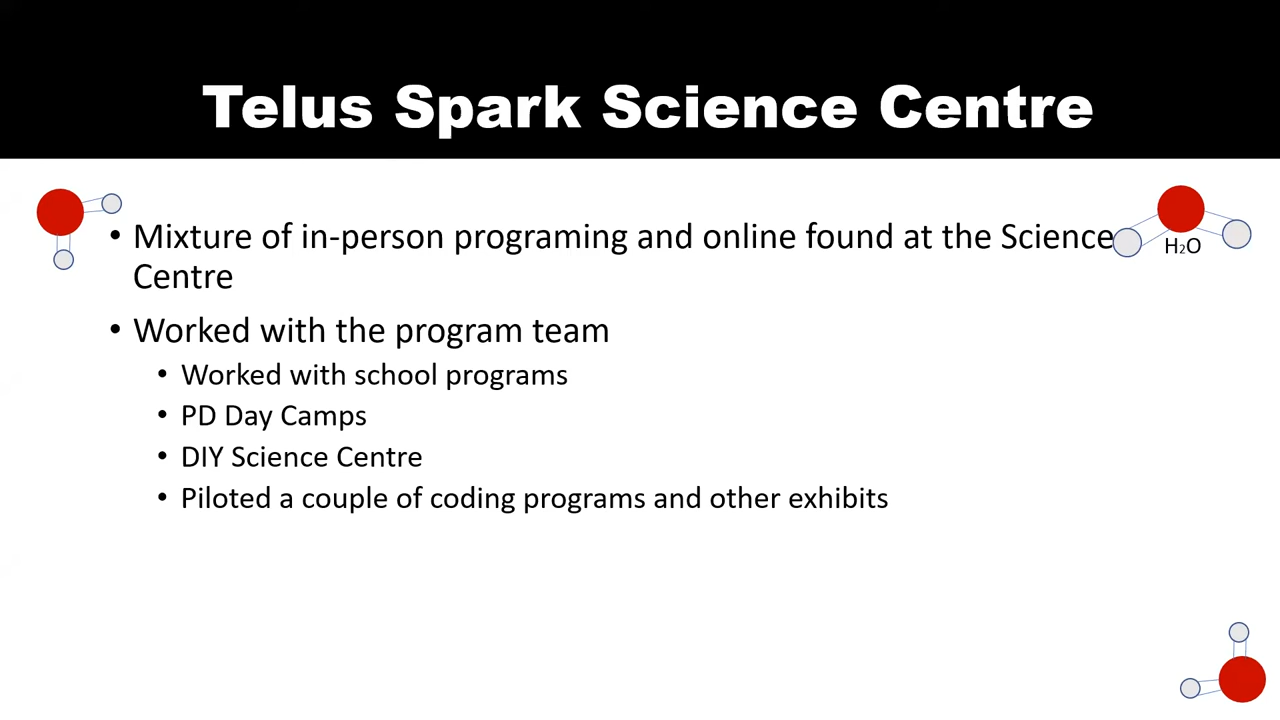 Telus Spark Science Centre
• Mixture of in-person programing and online found at the Science
Centre
H₂O
• Worked with the program team
• Worked with school programs
• PD Day Camps
• DIY Science Centre
• Piloted a couple of coding programs and other exhibits